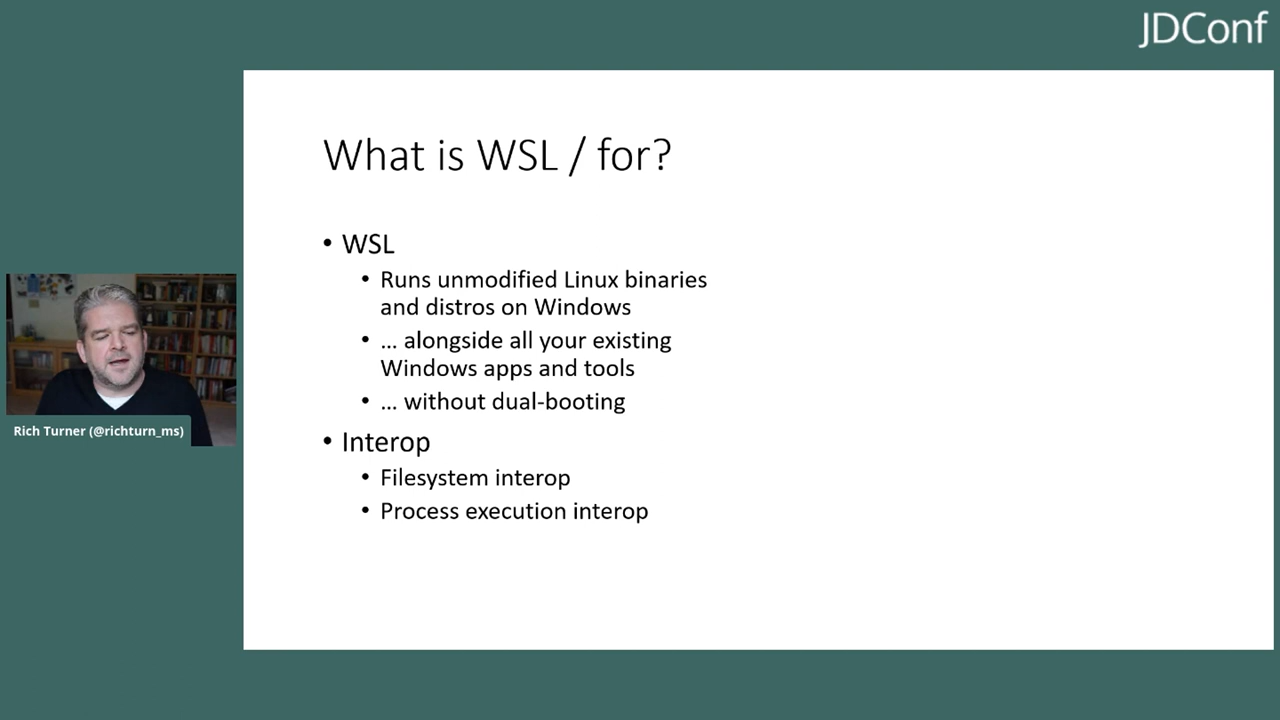 JDConf
What is WSL / for?
• WSL
• Runs unmodified Linux binaries
and distros on Windows
• ... alongside all your existing
Windows apps and tools
• ... without dual-booting
• Interop
• Filesystem interop
• Process execution interop
Rich Turner (@richturn_ms)